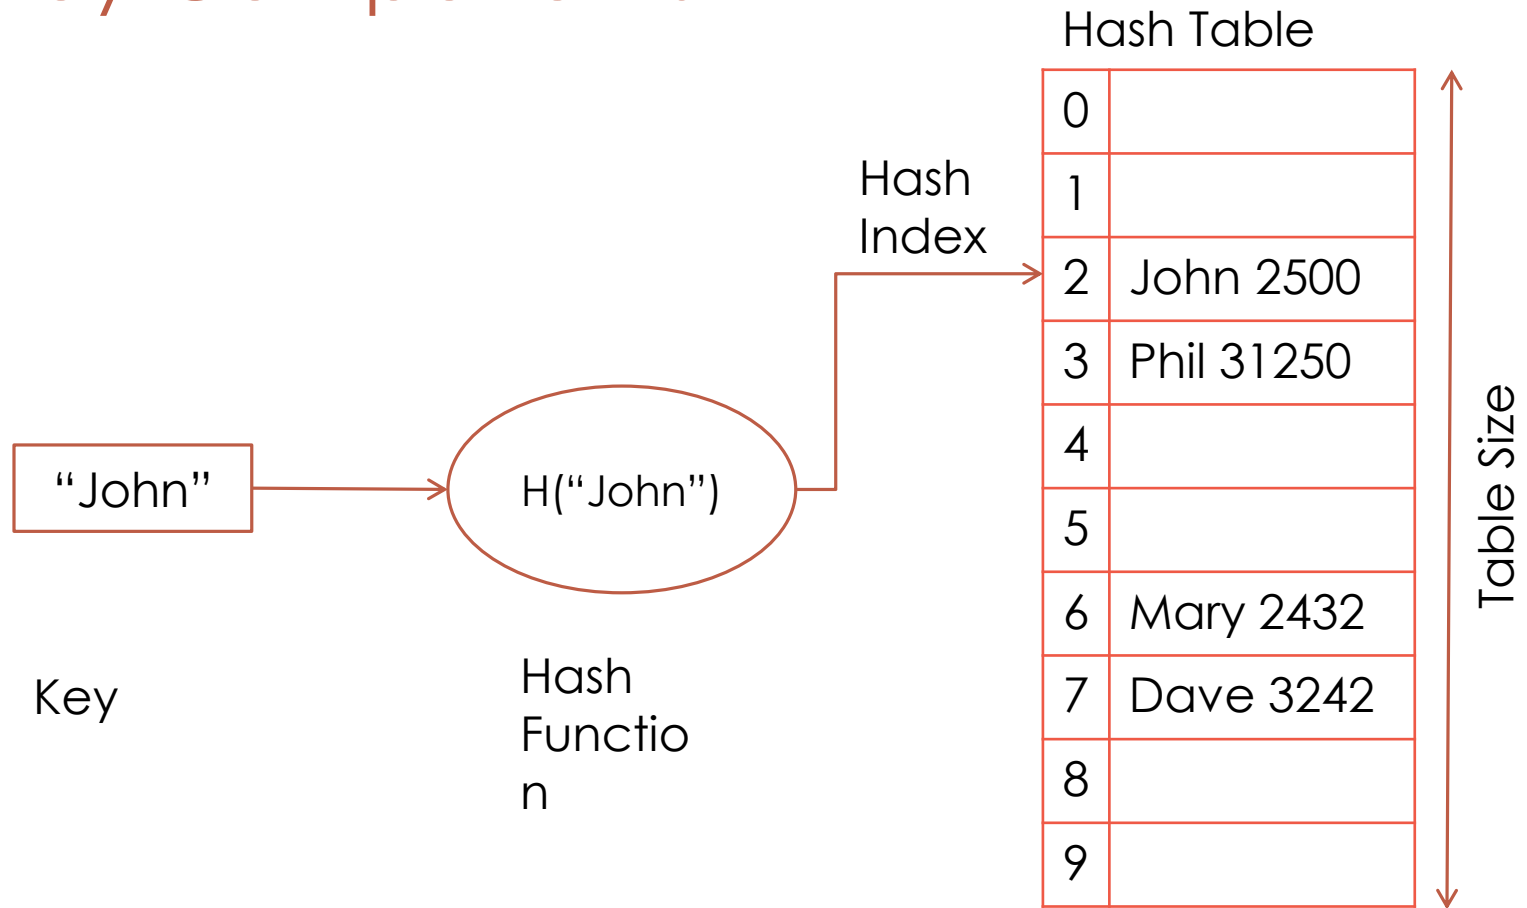 Hash Table
0
1
Hash
Index
2 John 2500
3 Phil 31250
4
"John"
H("John")
5
6 Mary 2432
7 Dave 3242
8
9
Table Size
Key
Hash
Functio
n